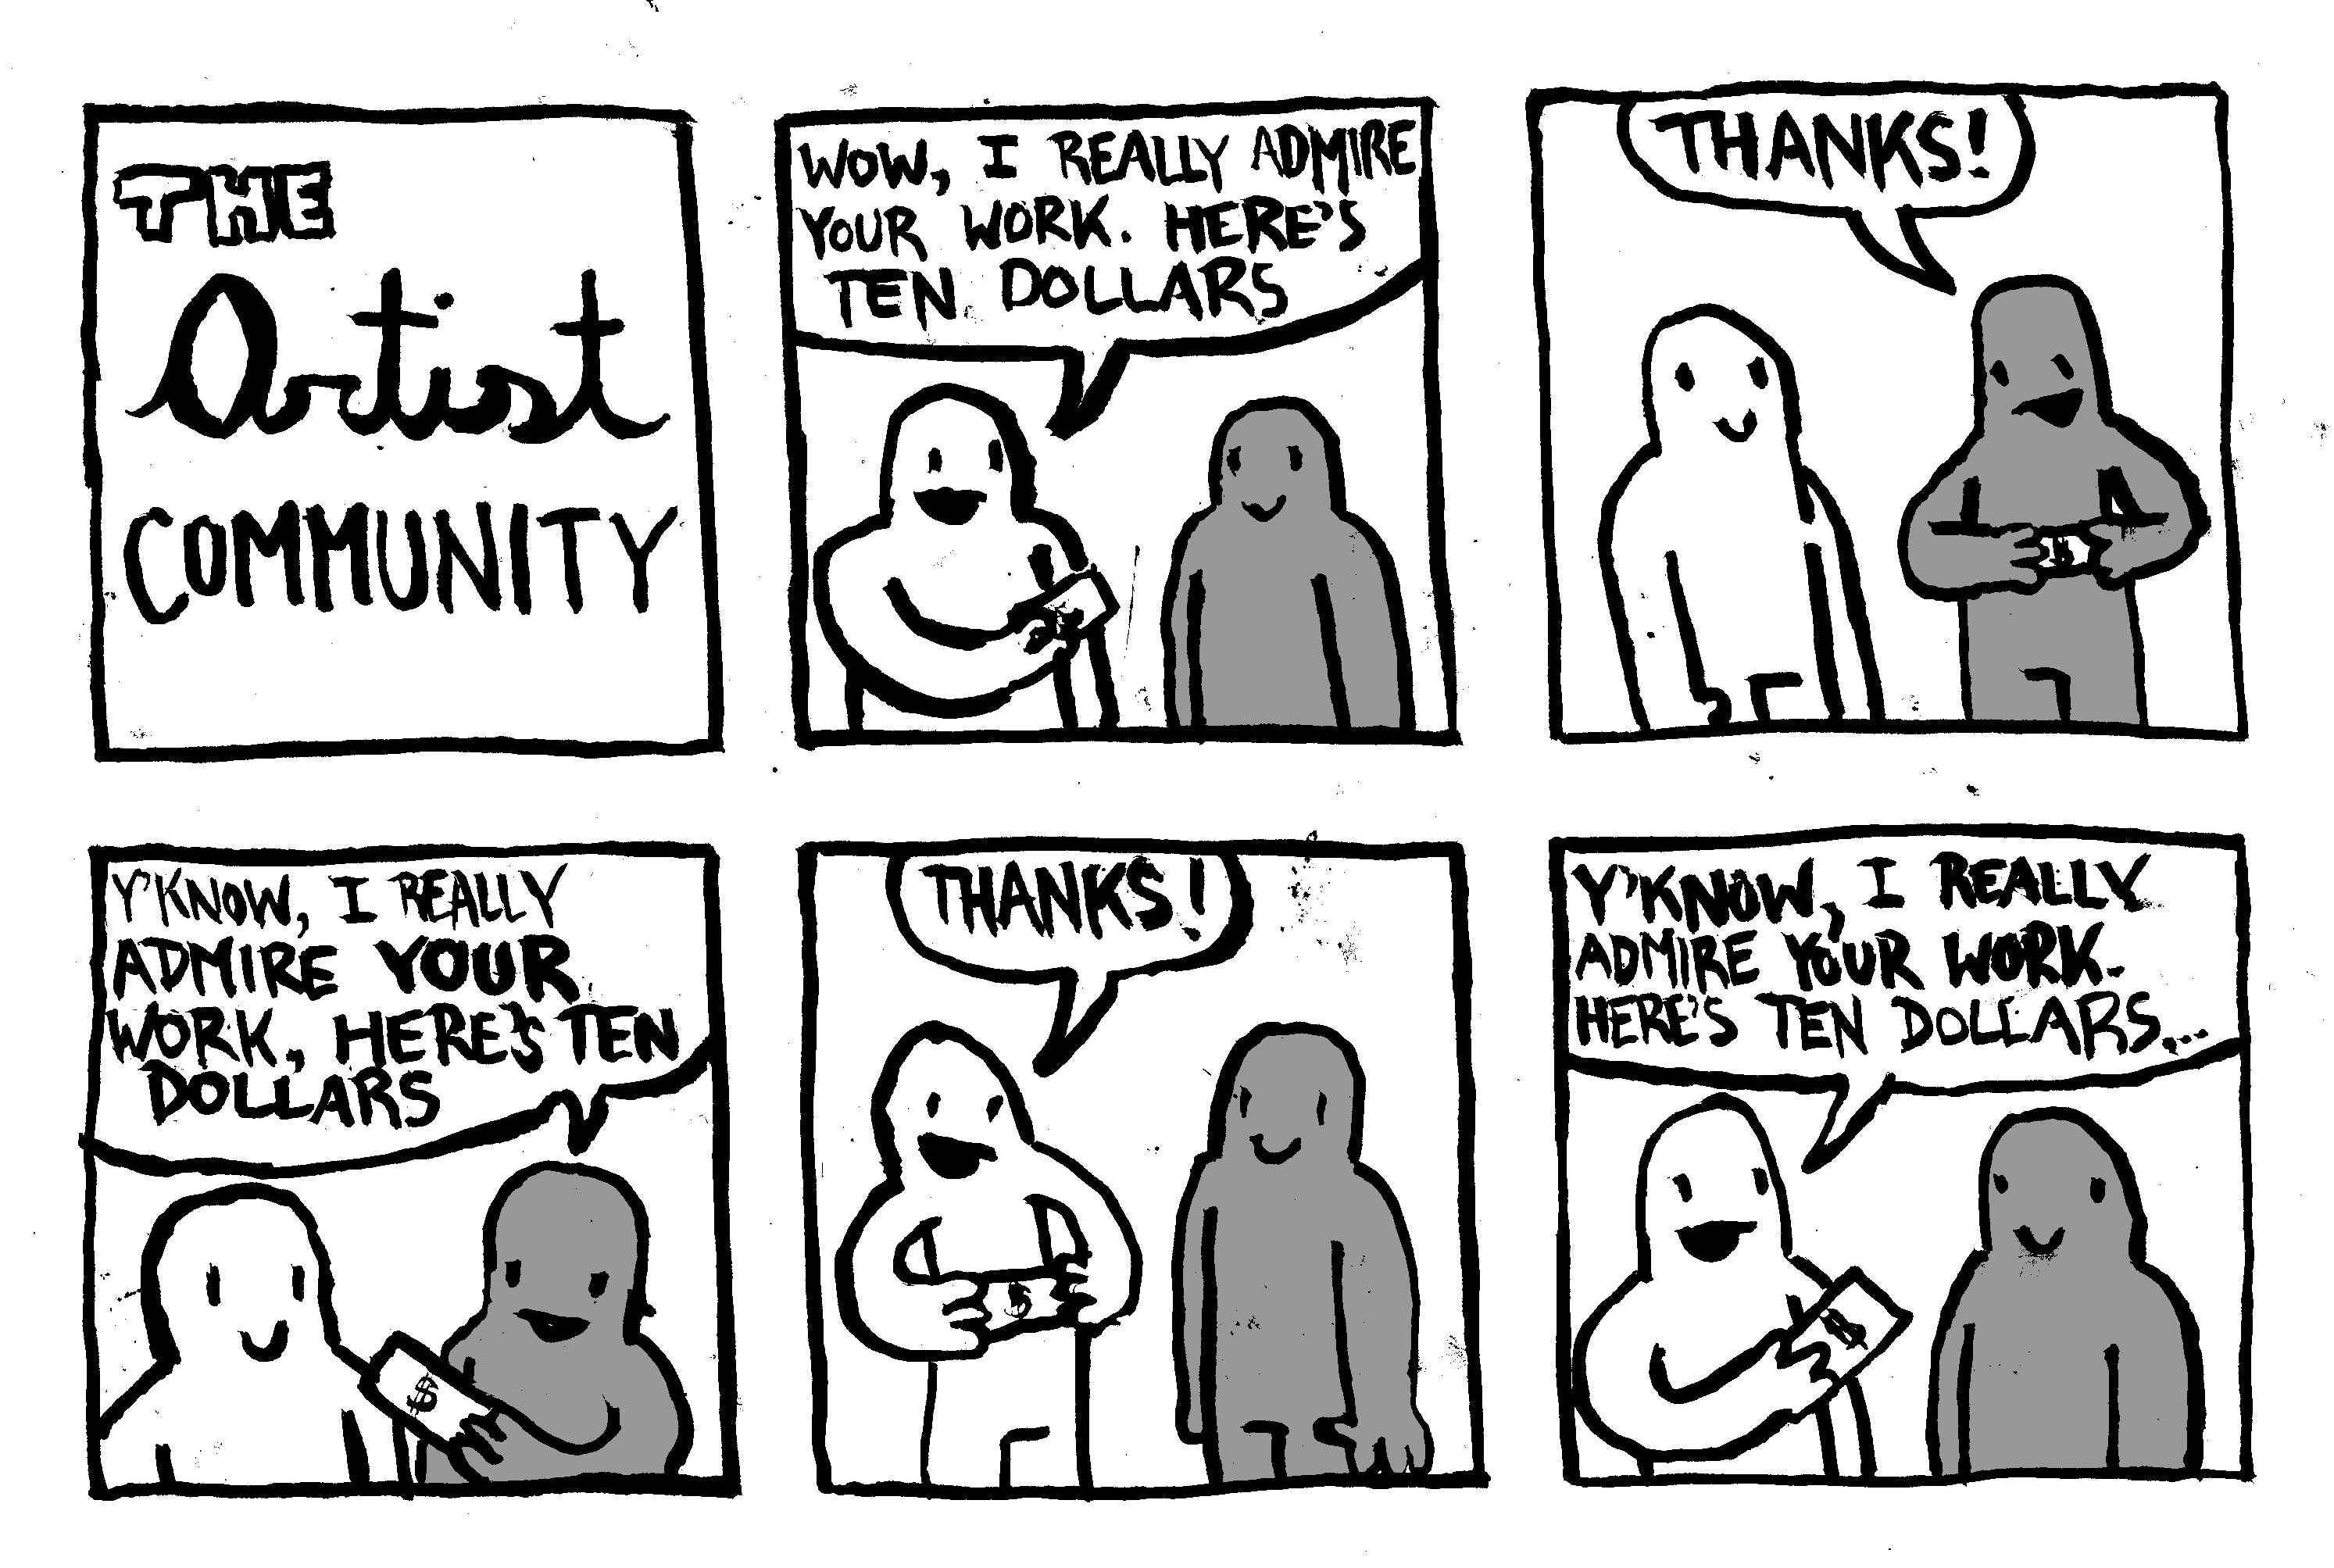 THE
Artist
COMMUNITY
WOW, I REALLY ADMIRE
YOUR WORK. HERE'S
TEN DOLLARS
THANKS!
Y'KNOW, I REALLY
ADMIRE YOUR
WORK, HERE'S TEN
DOLLARS
$
THANKS!
$
Y'KNOW, I REALLY
ADMIRE YOUR WORK.
HERE'S TEN DOLLARS...